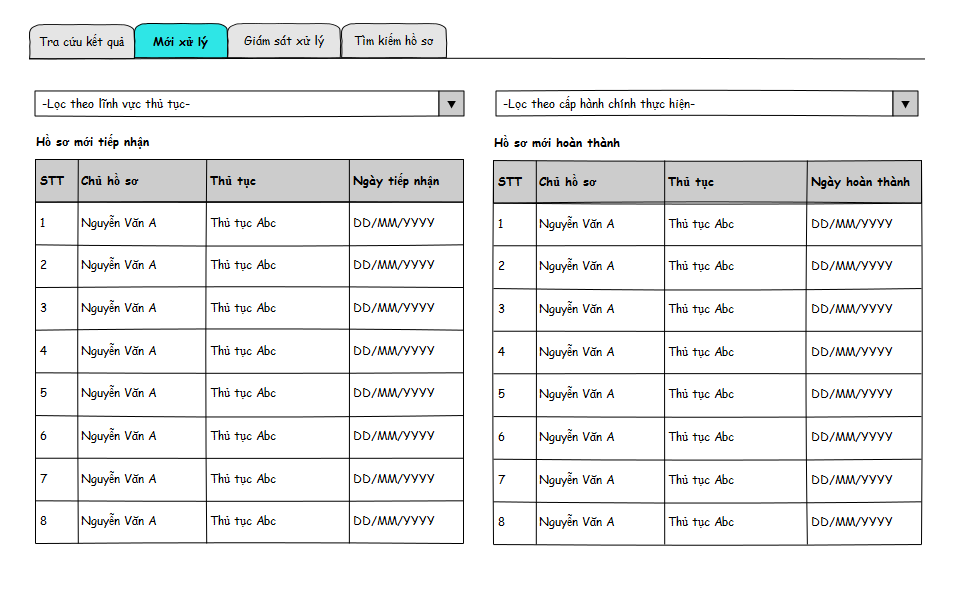 Tra cứu kết quả Mới xử lý Giám sát xử lý Tìm kiếm hồ sơ
-Lọc theo lĩnh vực thủ tục-
-Lọc theo cấp hành chính thực hiện-
Hồ sơ mới tiếp nhận
STT Chủ hồ sơ Thủ tục Ngày tiếp nhận
1 Nguyễn Văn A Thủ tục Abc DD/MM/YYYY
2 Nguyễn Văn A Thủ tục Abc DD/MM/YYYY
3 Nguyễn Văn A Thủ tục Abc DD/MM/YYYY
4 Nguyễn Văn A Thủ tục Abc DD/MM/YYYY
5 Nguyễn Văn A Thủ tục Abc DD/MM/YYYY
6 Nguyễn Văn A Thủ tục Abc DD/MM/YYYY
7 Nguyễn Văn A Thủ tục Abc DD/MM/YYYY
8 Nguyễn Văn A Thủ tục Abc DD/MM/YYYY
Hồ sơ mới hoàn thành
STT Chủ hồ sơ Thủ tục Ngày hoàn thành
1 Nguyễn Văn A Thủ tục Abc DD/MM/YYYY
2 Nguyễn Văn A Thủ tục Abc DD/MM/YYYY
3 Nguyễn Văn A Thủ tục Abc DD/MM/YYYY
4 Nguyễn Văn A Thủ tục Abc DD/MM/YYYY
5 Nguyễn Văn A Thủ tục Abc DD/MM/YYYY
6 Nguyễn Văn A Thủ tục Abc DD/MM/YYYY
7 Nguyễn Văn A Thủ tục Abc DD/MM/YYYY
8 Nguyễn Văn A Thủ tục Abc DD/MM/YYYY